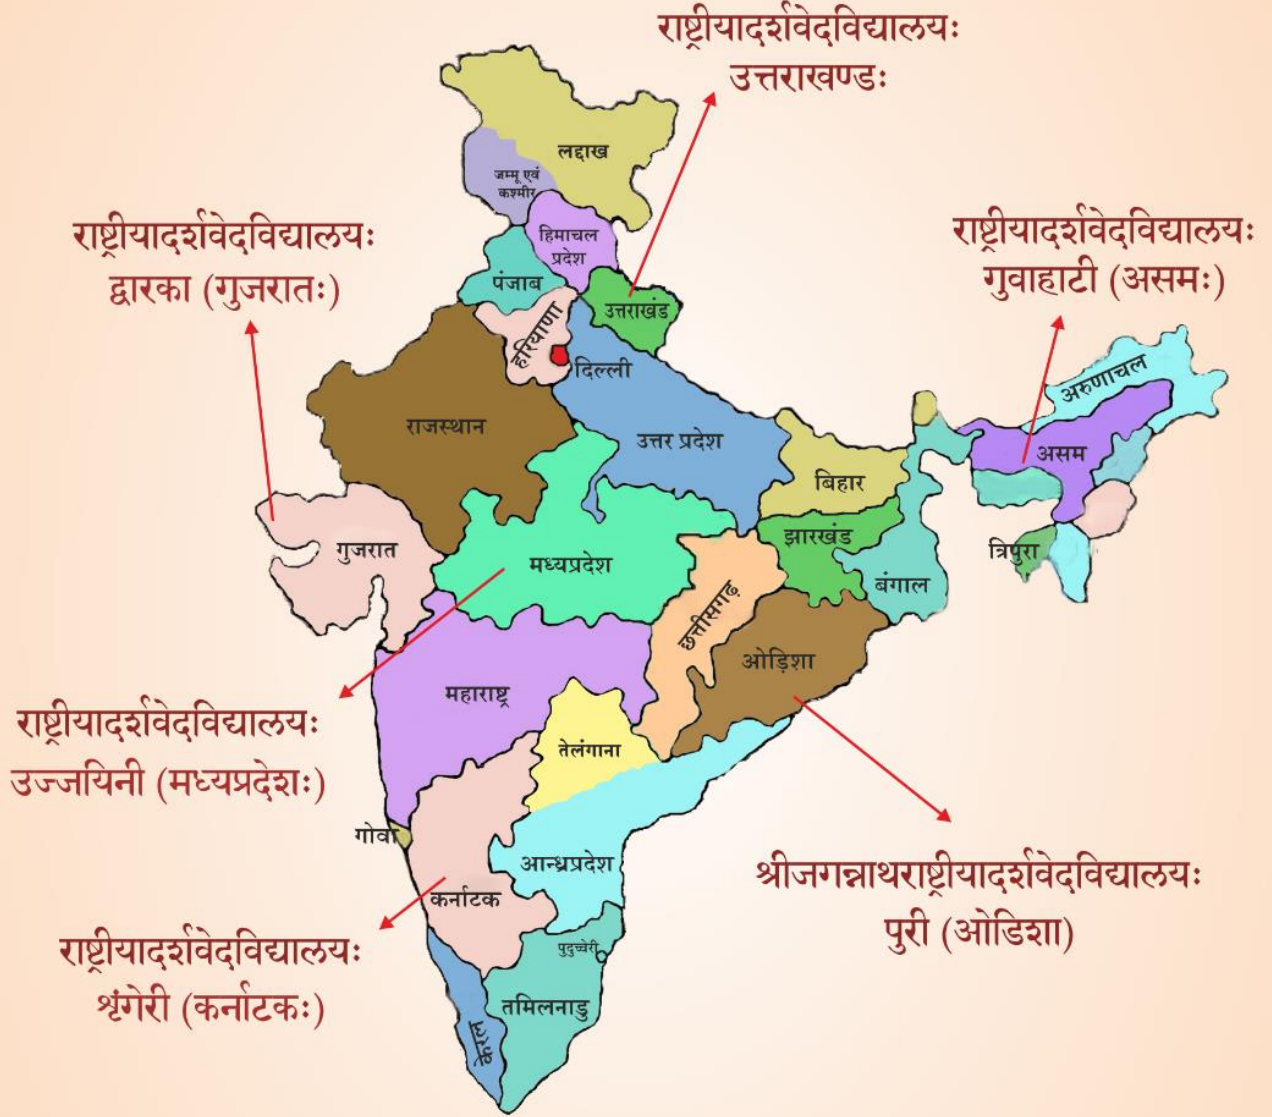 राष्ट्रीयादर्शवेदविद्यालयः
उत्तराखण्डः
लद्दाख
जम्मू एवं
कश्मीर
राष्ट्रीयादर्शवेदविद्यालयः
द्वारका (गुजरातः)
हिमाचल
प्रदेश
राष्ट्रीयादर्शवेदविद्यालयः
गुवाहाटी (असमः)
पंजाब
उत्तराखंड
हरियाणा
दिल्ली
अरुणाचल
राजस्थान
उत्तर प्रदेश
असम
बिहार
गुजरात
मध्यप्रदेश
झारखंड
त्रिपुरा
बंगाल
छत्तीसगढ़
ओड़िशा
महाराष्ट्र
राष्ट्रीयादर्शवेदविद्यालयः
उज्जयिनी (मध्यप्रदेशः)
तेलंगाना
गोवा
आन्ध्रप्रदेश
श्रीजगन्नाथराष्ट्रीयादर्शवेदविद्यालयः
पुरी (ओडिशा)
कर्नाटक
राष्ट्रीयादर्शवेदविद्यालयः
शृंगेरी (कर्नाटकः)
पुदुच्चेरी
तमिलनाडु
केरल